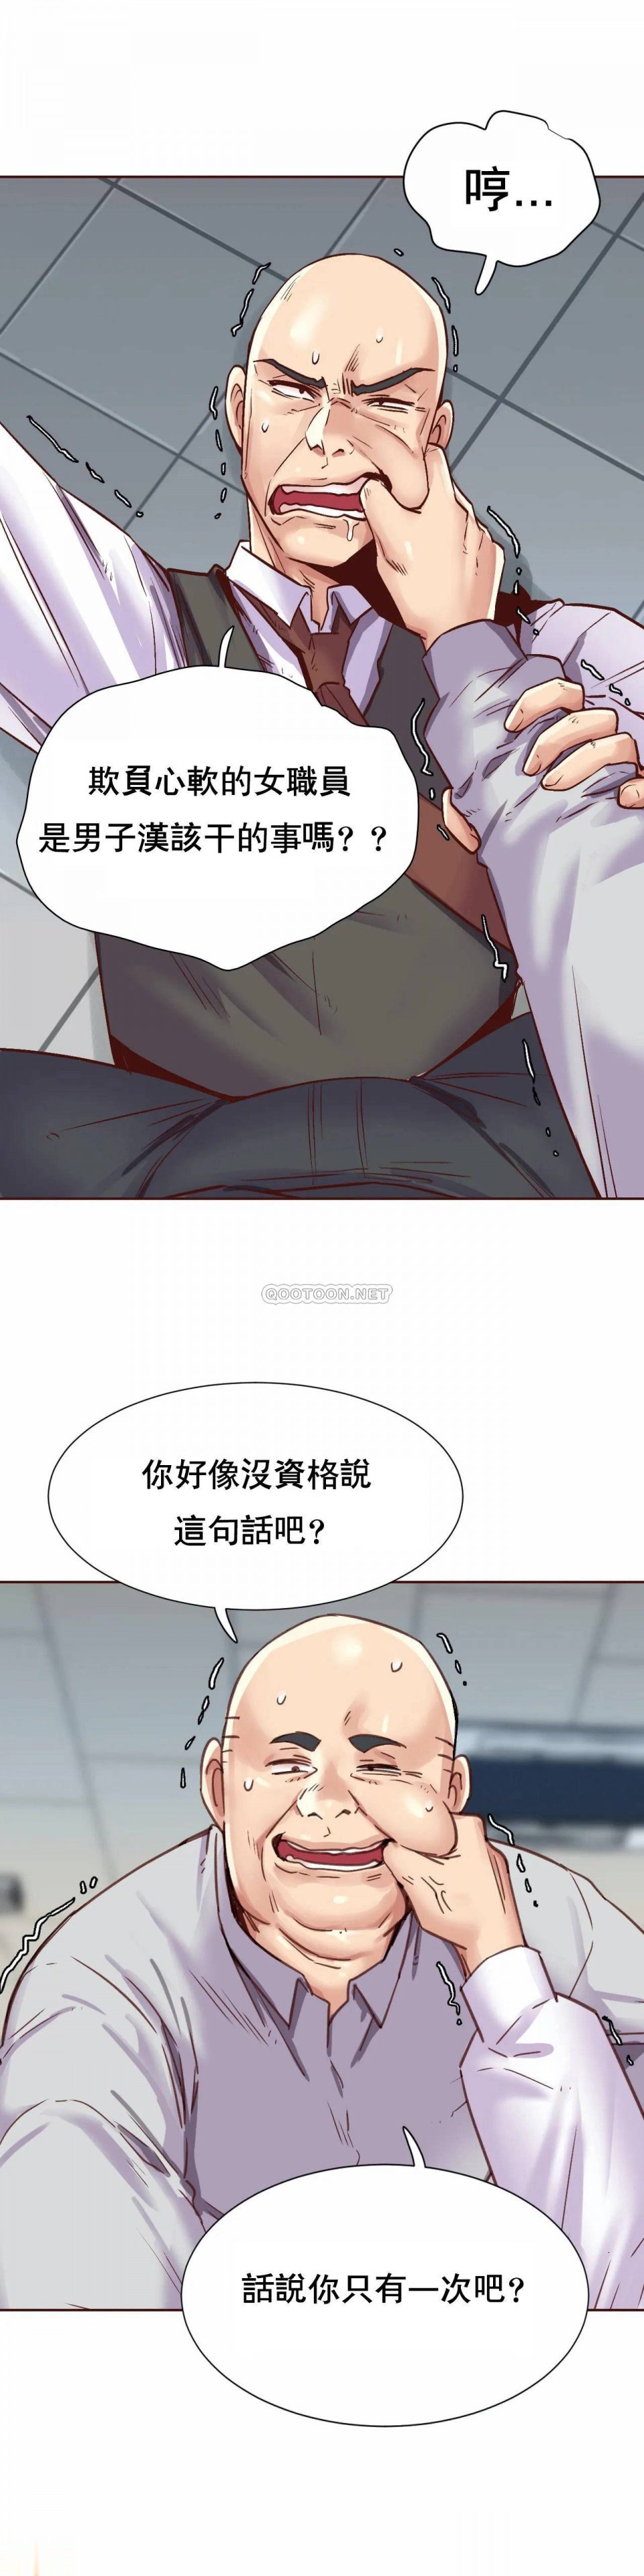 哼...
欺負心軟的女職員
是男子漢該干的事嗎? ?
QOOTOON.NET
你好像沒資格說
這句話吧?
話說你只有一次吧?